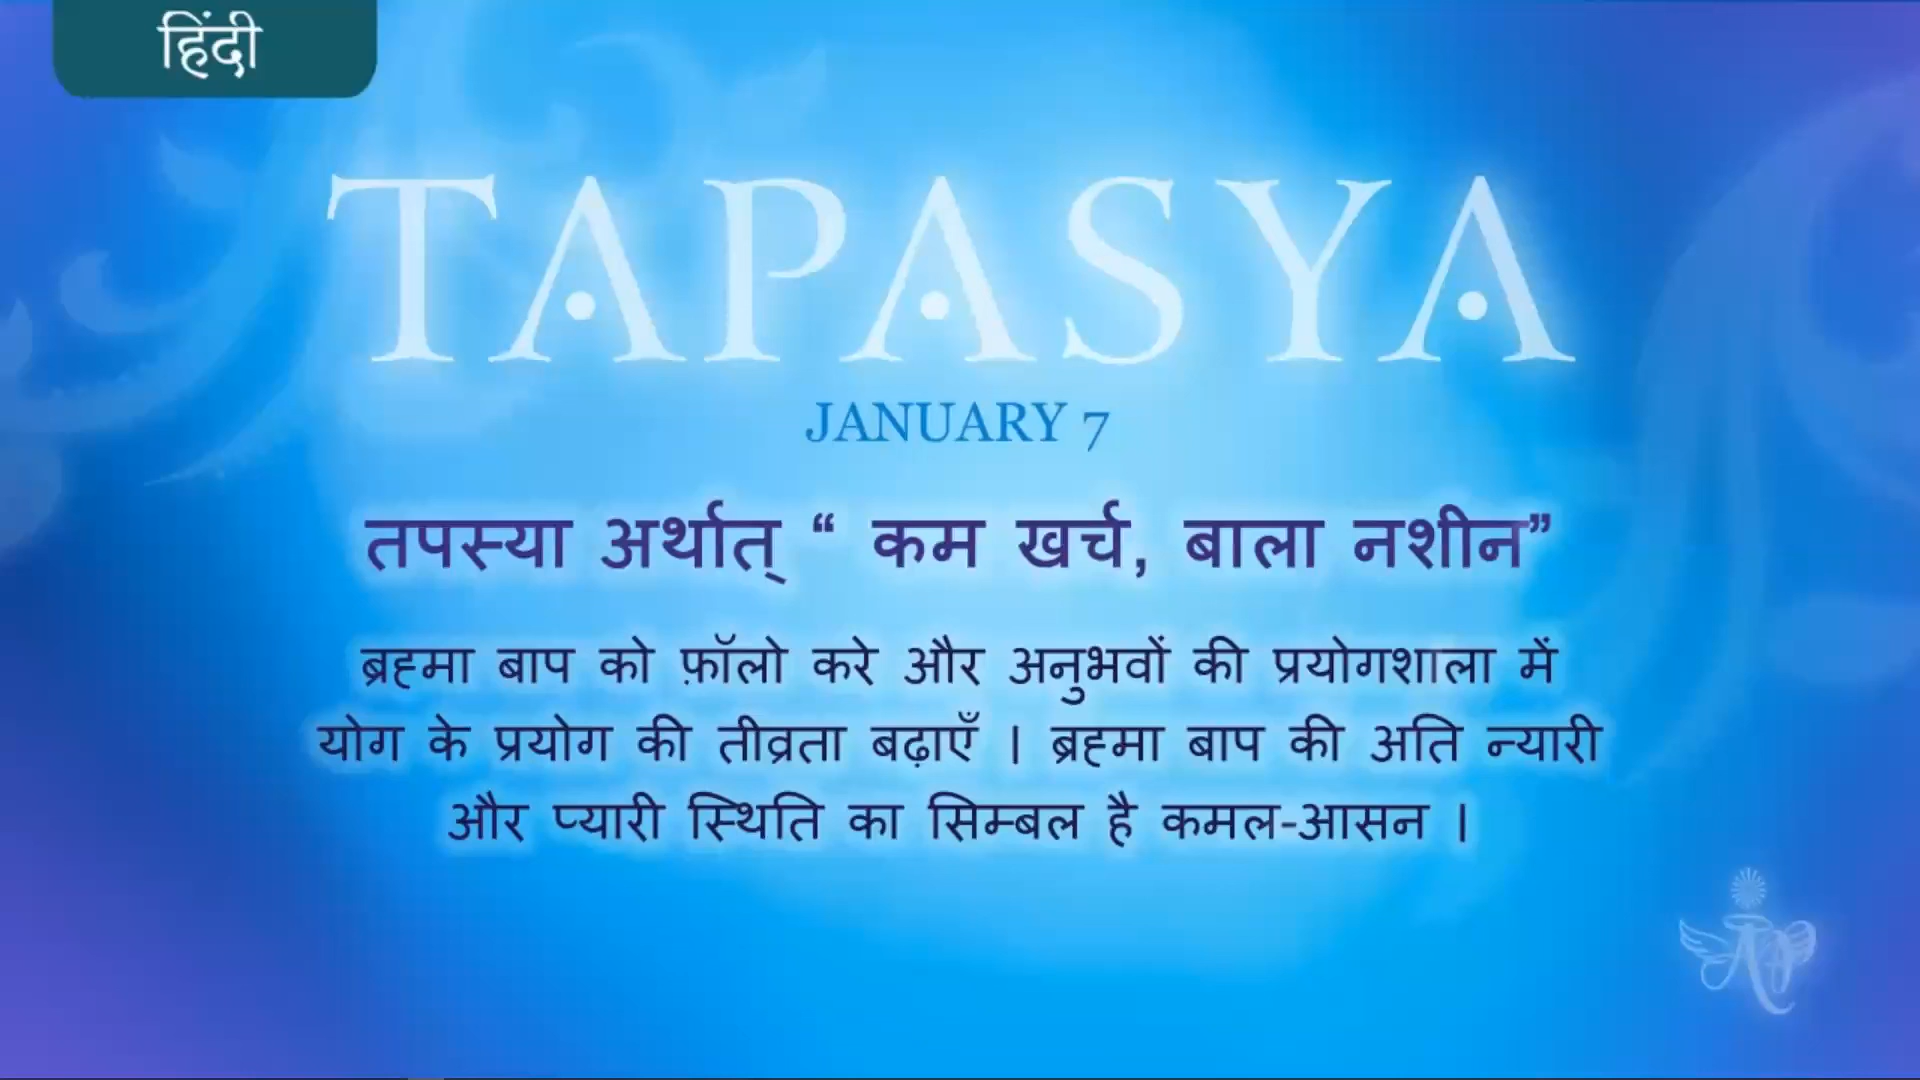 हिंदी
TAPASYA
JANUARY 7
तपस्या अर्थात् “ कम खर्च, बाला नशीन”
ब्रह्मा बाप को फ़ॉलो करे और अनुभवों की प्रयोगशाला में
योग के प्रयोग की तीव्रता बढ़ाएँ । ब्रह्मा बाप की अति न्यारी
और प्यारी स्थिति का सिम्बल है कमल-आसन ।